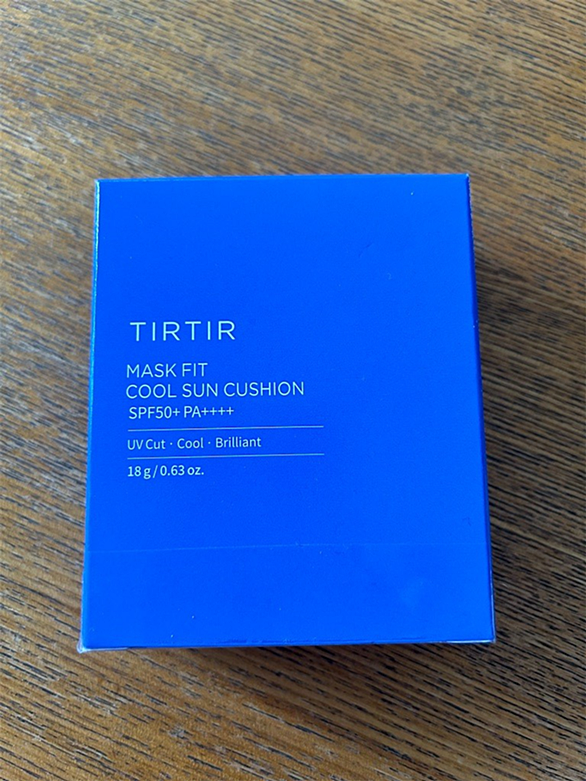 TIRTIR
MASK FIT
COOL SUN CUSHION
SPF50+ PA++++
UV Cut · Cool · Brilliant
18 g / 0.63 oz.